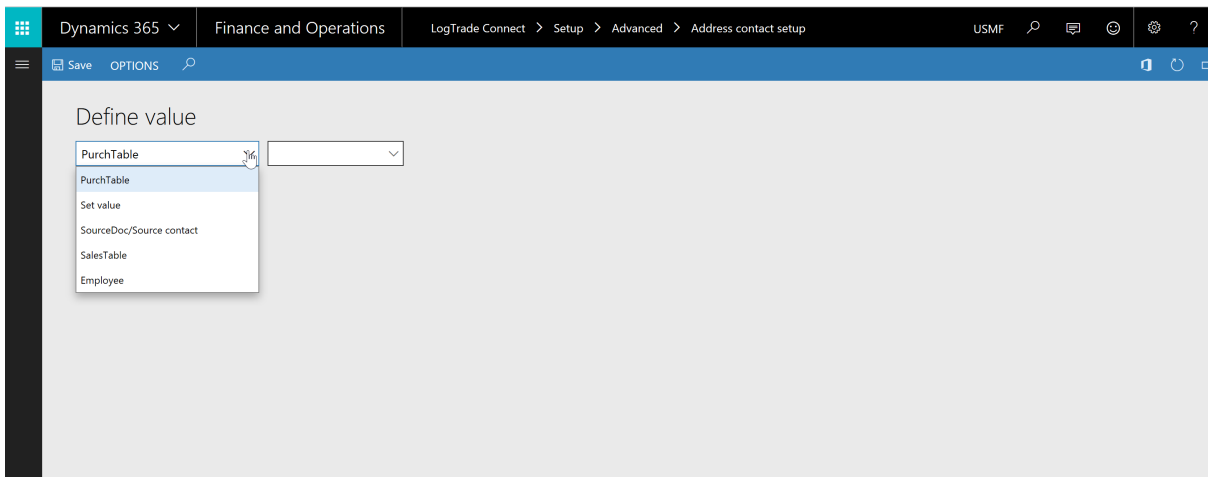 Dynamics 365 Finance and Operations LogTrade Connect > Setup > Advanced > Address contact setup USMF ?
Save OPTIONS
Define value
PurchTable
PurchTable
Set value
SourceDoc/Source contact
SalesTable
Employee